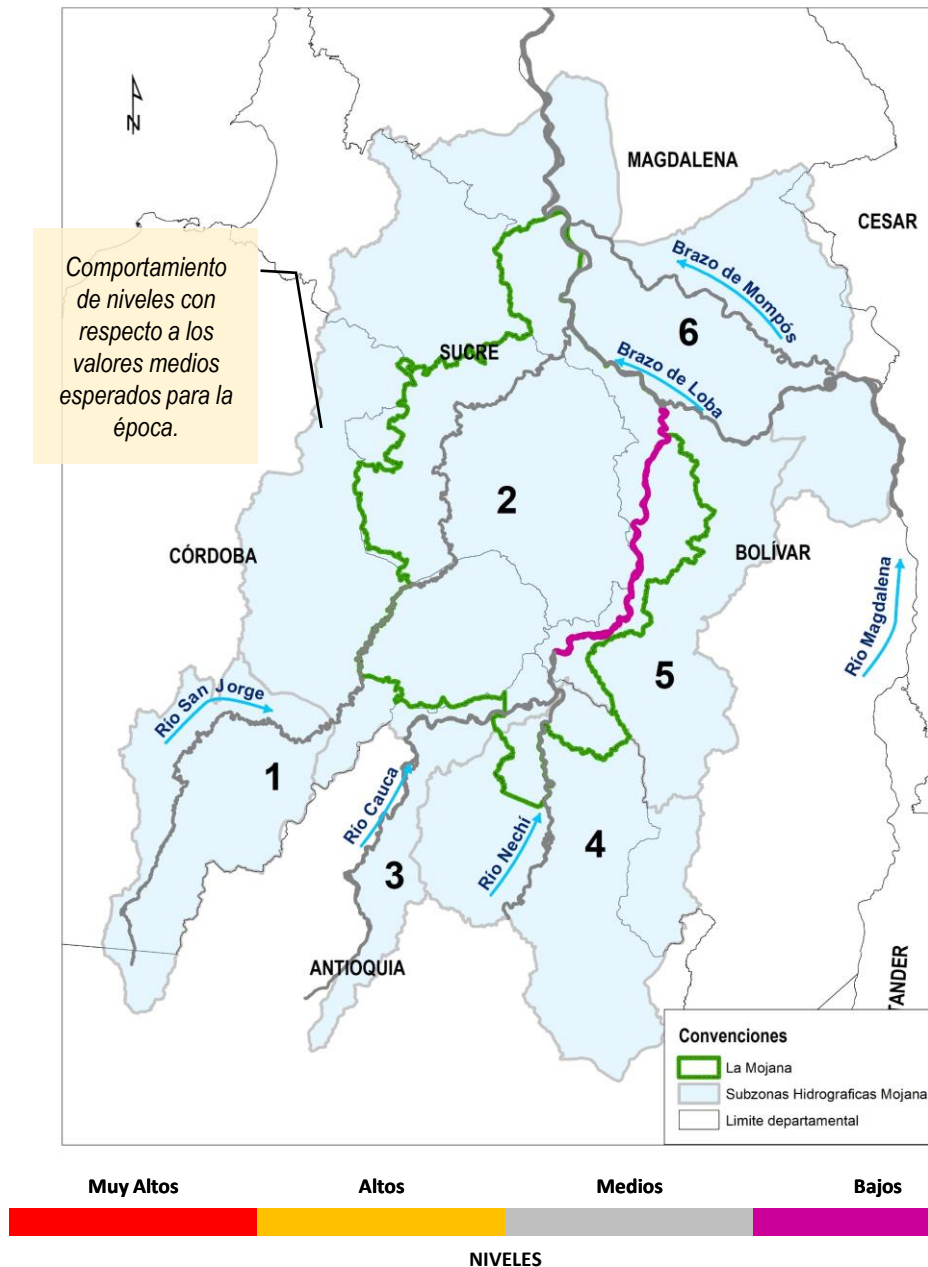 N
MAGDALENA
CESAR
Comportamiento
de niveles con
respecto a los
valores medios
esperados para la
época.
Brazo de Mompós
6
SUCRE
Brazo de Loba
2
CÓRDOBA
BOLÍVAR
Río Magdalena
5
Río San Jorge
1
Río Cauca
3
Río Nechí
4
ANTIOQUIA
TANDER
Convenciones
La Mojana
Subzonas Hidrograficas Mojana
Limite departamental
Muy Altos Altos Medios Bajos
NIVELES